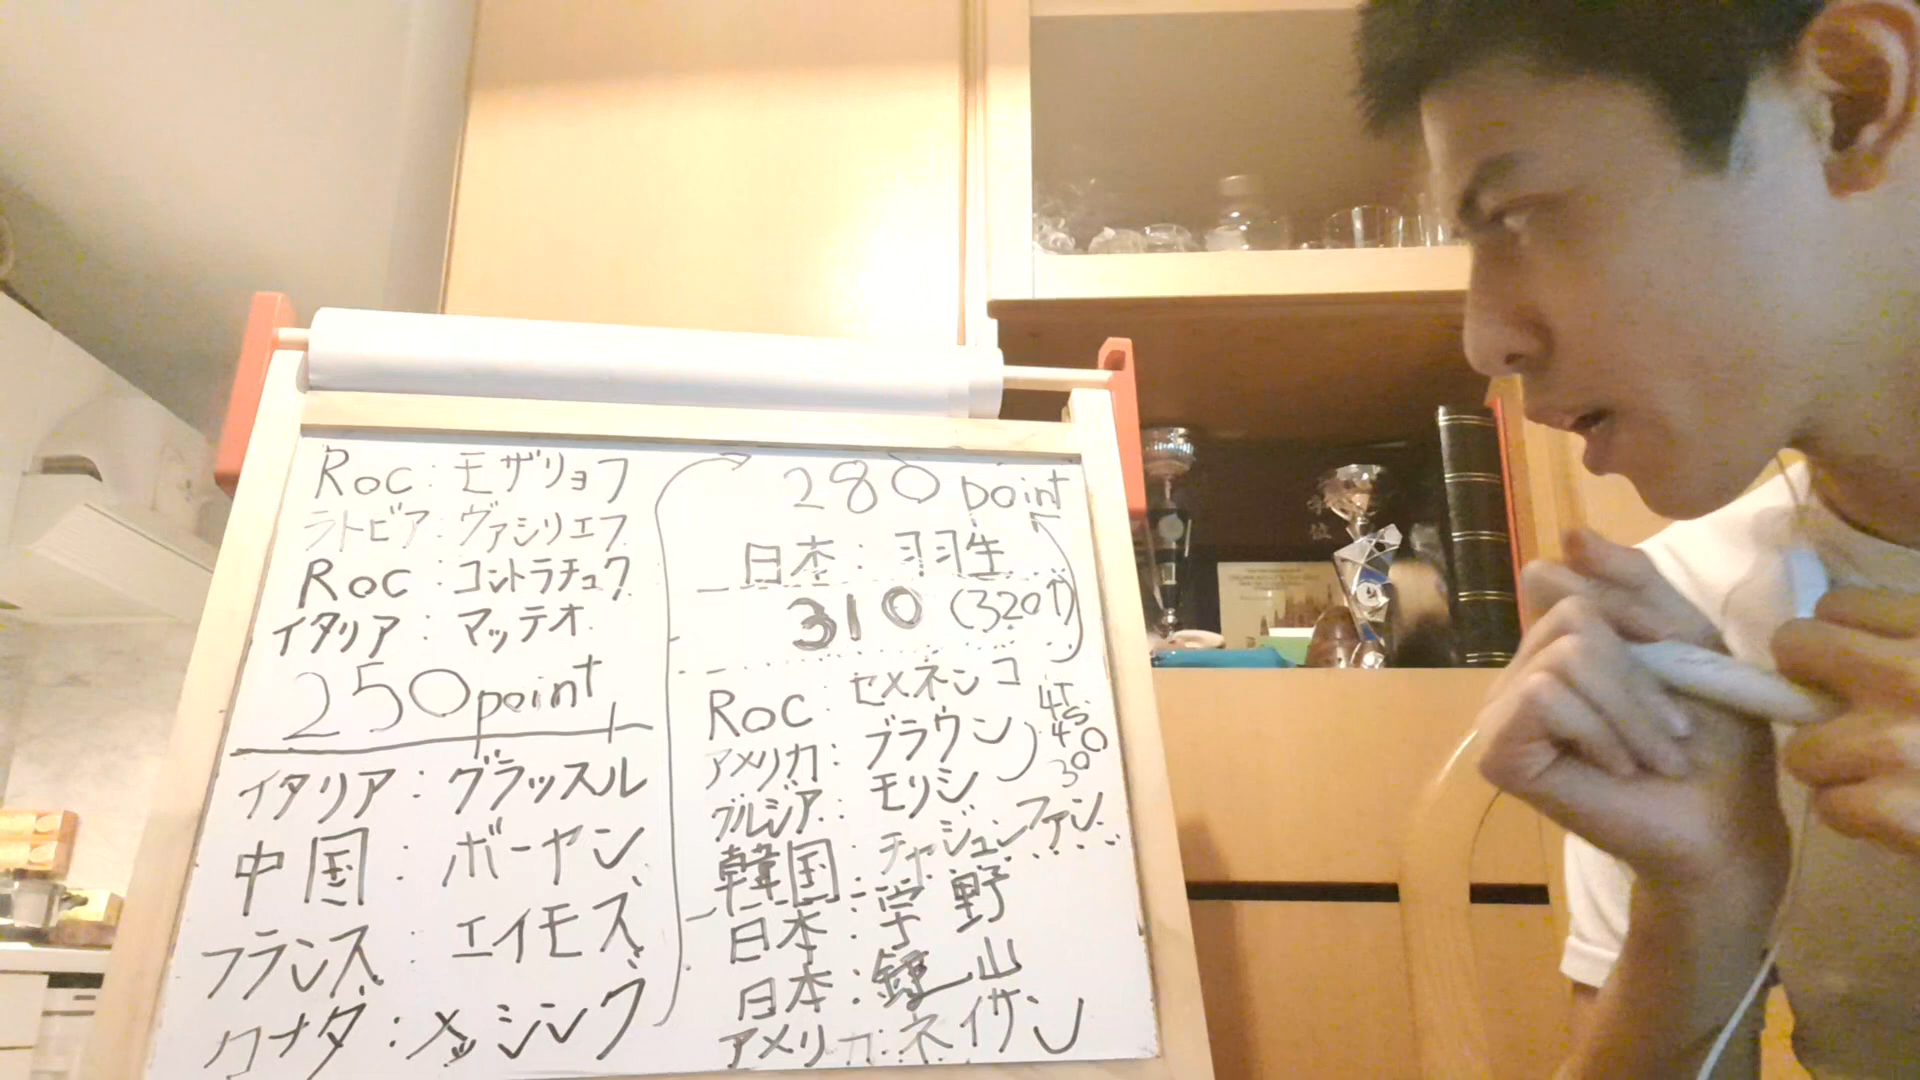 Roc：モザリョフ
ラトビア：ヴァシリエフ
Roc：コントラチュク
イタリア：マッテオ
250point
イタリア：グラッスル
中国：ボーヤン
フランス：エイモズ
カナダ：メッシング
280 point
日本：羽生
310 (320↑)
Roc：セメネンコ
アメリカ：ブラウン
グルジア：モリシ
45
40
30
韓国：チャジュンファン
日本：宇野
日本：鍵山
アメリカ：ネイサン